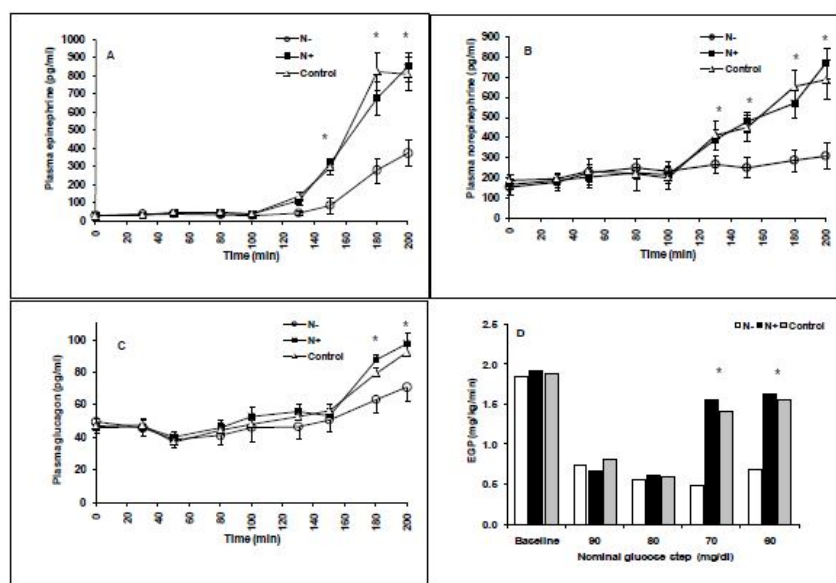 A
N-
N+
Control
Plasma epinephrine (pg/ml)
1000
900
800
700
600
500
400
300
200
100
0
* * *
0 20 40 60 80 100 120 140 160 180 200
Time (min)
B
N-
N+
Control
Plasma norepinephrine (pg/ml)
900
800
700
600
500
400
300
200
100
0
* * * *
0 20 40 60 80 100 120 140 160 180 200
Time (min)
C
N-
N+
Control
Plasma glucagon (pg/ml)
100
80
60
40
20
0
* *
0 20 40 60 80 100 120 140 160 180 200
Time (min)
D
N- N+ Control
EGP (mg/kg/min)
2.5
2.0
1.6
1.0
0.6
0.0
* *
Baseline 90 80 70 60
Nominal glucose step (mg/dl)